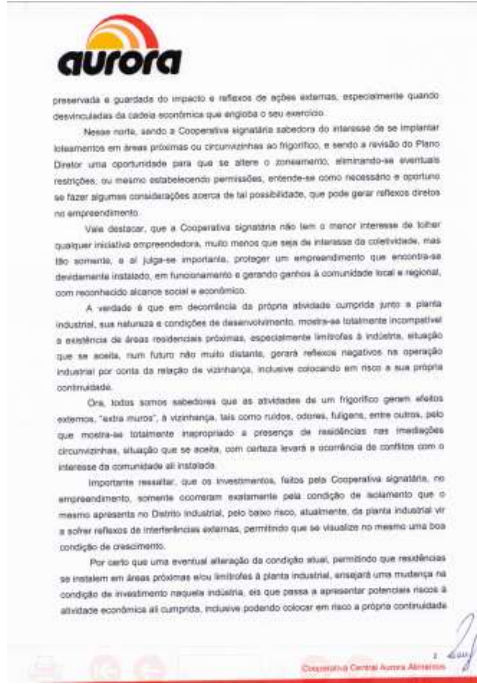 aurora
preservada e guardada do impacto e reflexos de ações externas, especialmente quando
desvinculadas da cadeia econômica que engloba o seu exercício.
Nesse norte, sendo a Cooperativa signatária sabedora do interesse de se implantar
loteamentos em áreas próximas ou circunvizinhas ao frigorífico, e sendo a revisão do Plano
Diretor uma oportunidade para que se altere o zoneamento, eliminando-se eventuais
restrições, ou mesmo estabelecendo permissões, entende-se como necessário e oportuno
se fazer algumas considerações acerca de tal possibilidade, que pode gerar reflexos diretos
no empreendimento.
Vale destacar, que a Cooperativa signatária não tem o menor interesse de tolher
qualquer iniciativa empreendedora, muito menos que seja de interesse da coletividade, mas
tão somente, e aí julga-se importante, proteger um empreendimento que encontra-se
devidamente instalado, em funcionamento e gerando ganhos à comunidade local e regional,
com reconhecido alcance social e econômico.
A verdade é que em decorrência da própria atividade cumprida junto a planta
industrial, sua natureza e condições de desenvolvimento, mostra-se totalmente incompatível
a existência de áreas residenciais próximas, especialmente limítrofes à indústria, situação
que se aceita, num futuro não muito distante, gerará reflexos negativos na operação
industrial por conta da relação de vizinhança, inclusive colocando em risco a sua própria
continuidade.
Ora, todos somos sabedores que as atividades de um frigorífico geram efeitos
externos, "extra muros", à vizinhança, tais como ruídos, odores, fuligens, entre outros, pelo
que mostra-se totalmente inapropriado a presença de residências nas imediações
circunvizinhas, situação que se aceita, com certeza levará a ocorrência de conflitos com o
interesse da comunidade ali instalada.
Importante ressaltar, que os investimentos, feitos pela Cooperativa signatária, no
empreendimento, somente ocorreram exatamente pela condição de isolamento que o
mesmo apresenta no Distrito Industrial, pelo baixo risco, atualmente, da planta industrial vir
a sofrer reflexos de interferências externas, permitindo que se visualize no mesmo uma boa
condição de crescimento.
Por certo que uma eventual alteração da condição atual, permitindo que residências
se instalem em áreas próximas e/ou limítrofes à planta industrial, ensejará uma mudança na
condição de investimento naquela indústria, eis que passa a apresentar potenciais riscos à
atividade econômica ali cumprida, inclusive podendo colocar em risco a própria continuidade
2
Cooperativa Central Aurora Alimentos